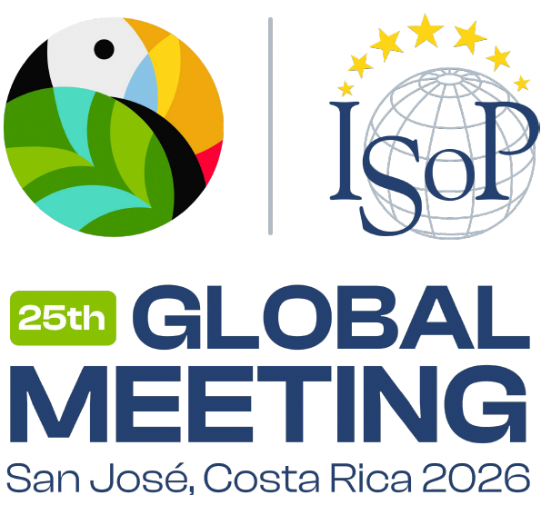 ISoP
25th GLOBAL
MEETING
San José, Costa Rica 2026